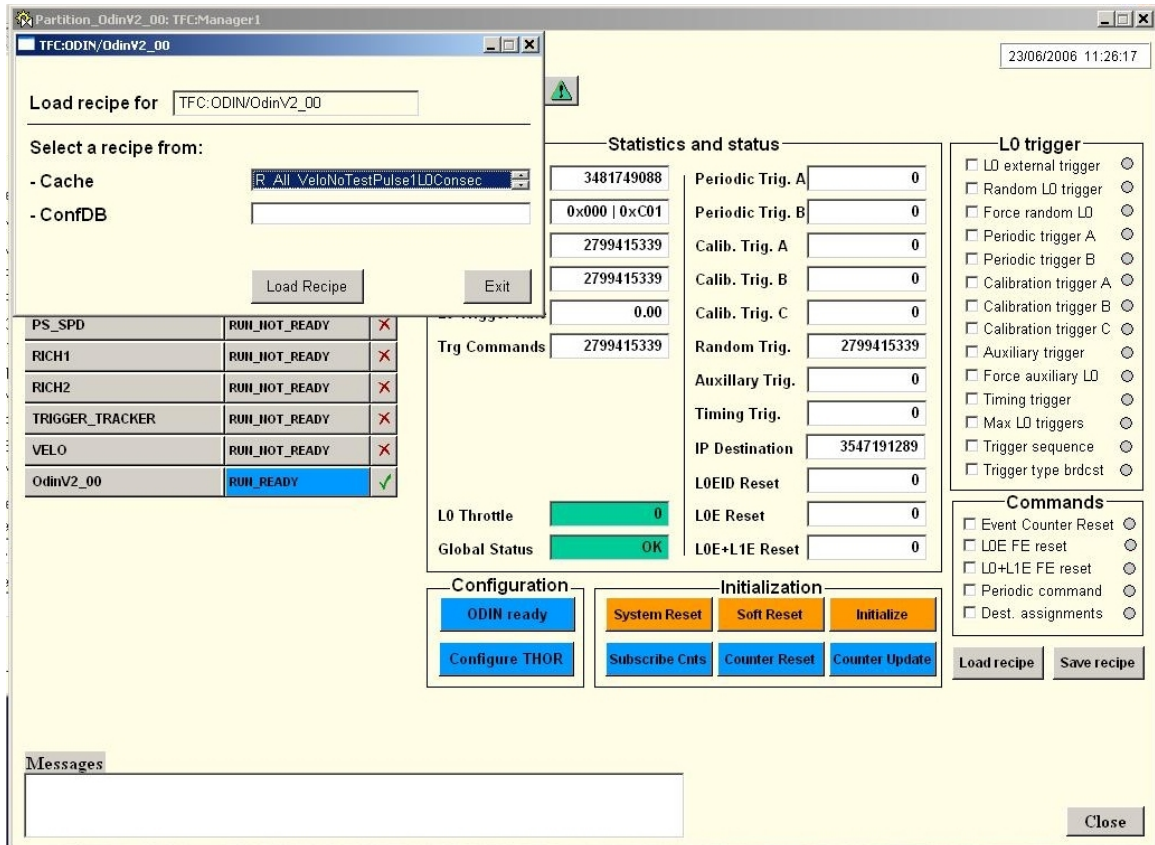 Partition_OdinV2_00: TFC:Manager1
TFC:ODIN/OdinV2_00
23/06/2006 11:26:17
Load recipe for TFC:ODIN/OdinV2_00
Select a recipe from:
- Cache R_All_VeloNoTestPulse1L0Consec
- ConfDB
Load Recipe Exit
PS_SPD RUN_NOT_READY
RICH1 RUN_NOT_READY
RICH2 RUN_NOT_READY
TRIGGER_TRACKER RUN_NOT_READY
VELO RUN_NOT_READY
OdinV2_00 RUN_READY
Statistics and status
3481749088 Periodic Trig. A 0
0x000 | 0xC01 Periodic Trig. B 0
2799415339 Calib. Trig. A 0
2799415339 Calib. Trig. B 0
0.00 Calib. Trig. C 0
Trg Commands 2799415339 Random Trig. 2799415339
Auxillary Trig. 0
Timing Trig. 0
IP Destination 3547191289
L0EID Reset 0
L0 Throttle 0 L0E Reset 0
Global Status OK L0E+L1E Reset 0
Configuration
ODIN ready
Configure THOR
Initialization
System Reset Soft Reset Initialize
Subscribe Cnts Counter Reset Counter Update
L0 trigger
L0 external trigger
Random L0 trigger
Force random L0
Periodic trigger A
Periodic trigger B
Calibration trigger A
Calibration trigger B
Calibration trigger C
Auxiliary trigger
Force auxiliary L0
Timing trigger
Max L0 triggers
Trigger sequence
Trigger type brdcst
Commands
Event Counter Reset
L0E FE reset
L0+L1E FE reset
Periodic command
Dest. assignments
Load recipe Save recipe
Messages
Close